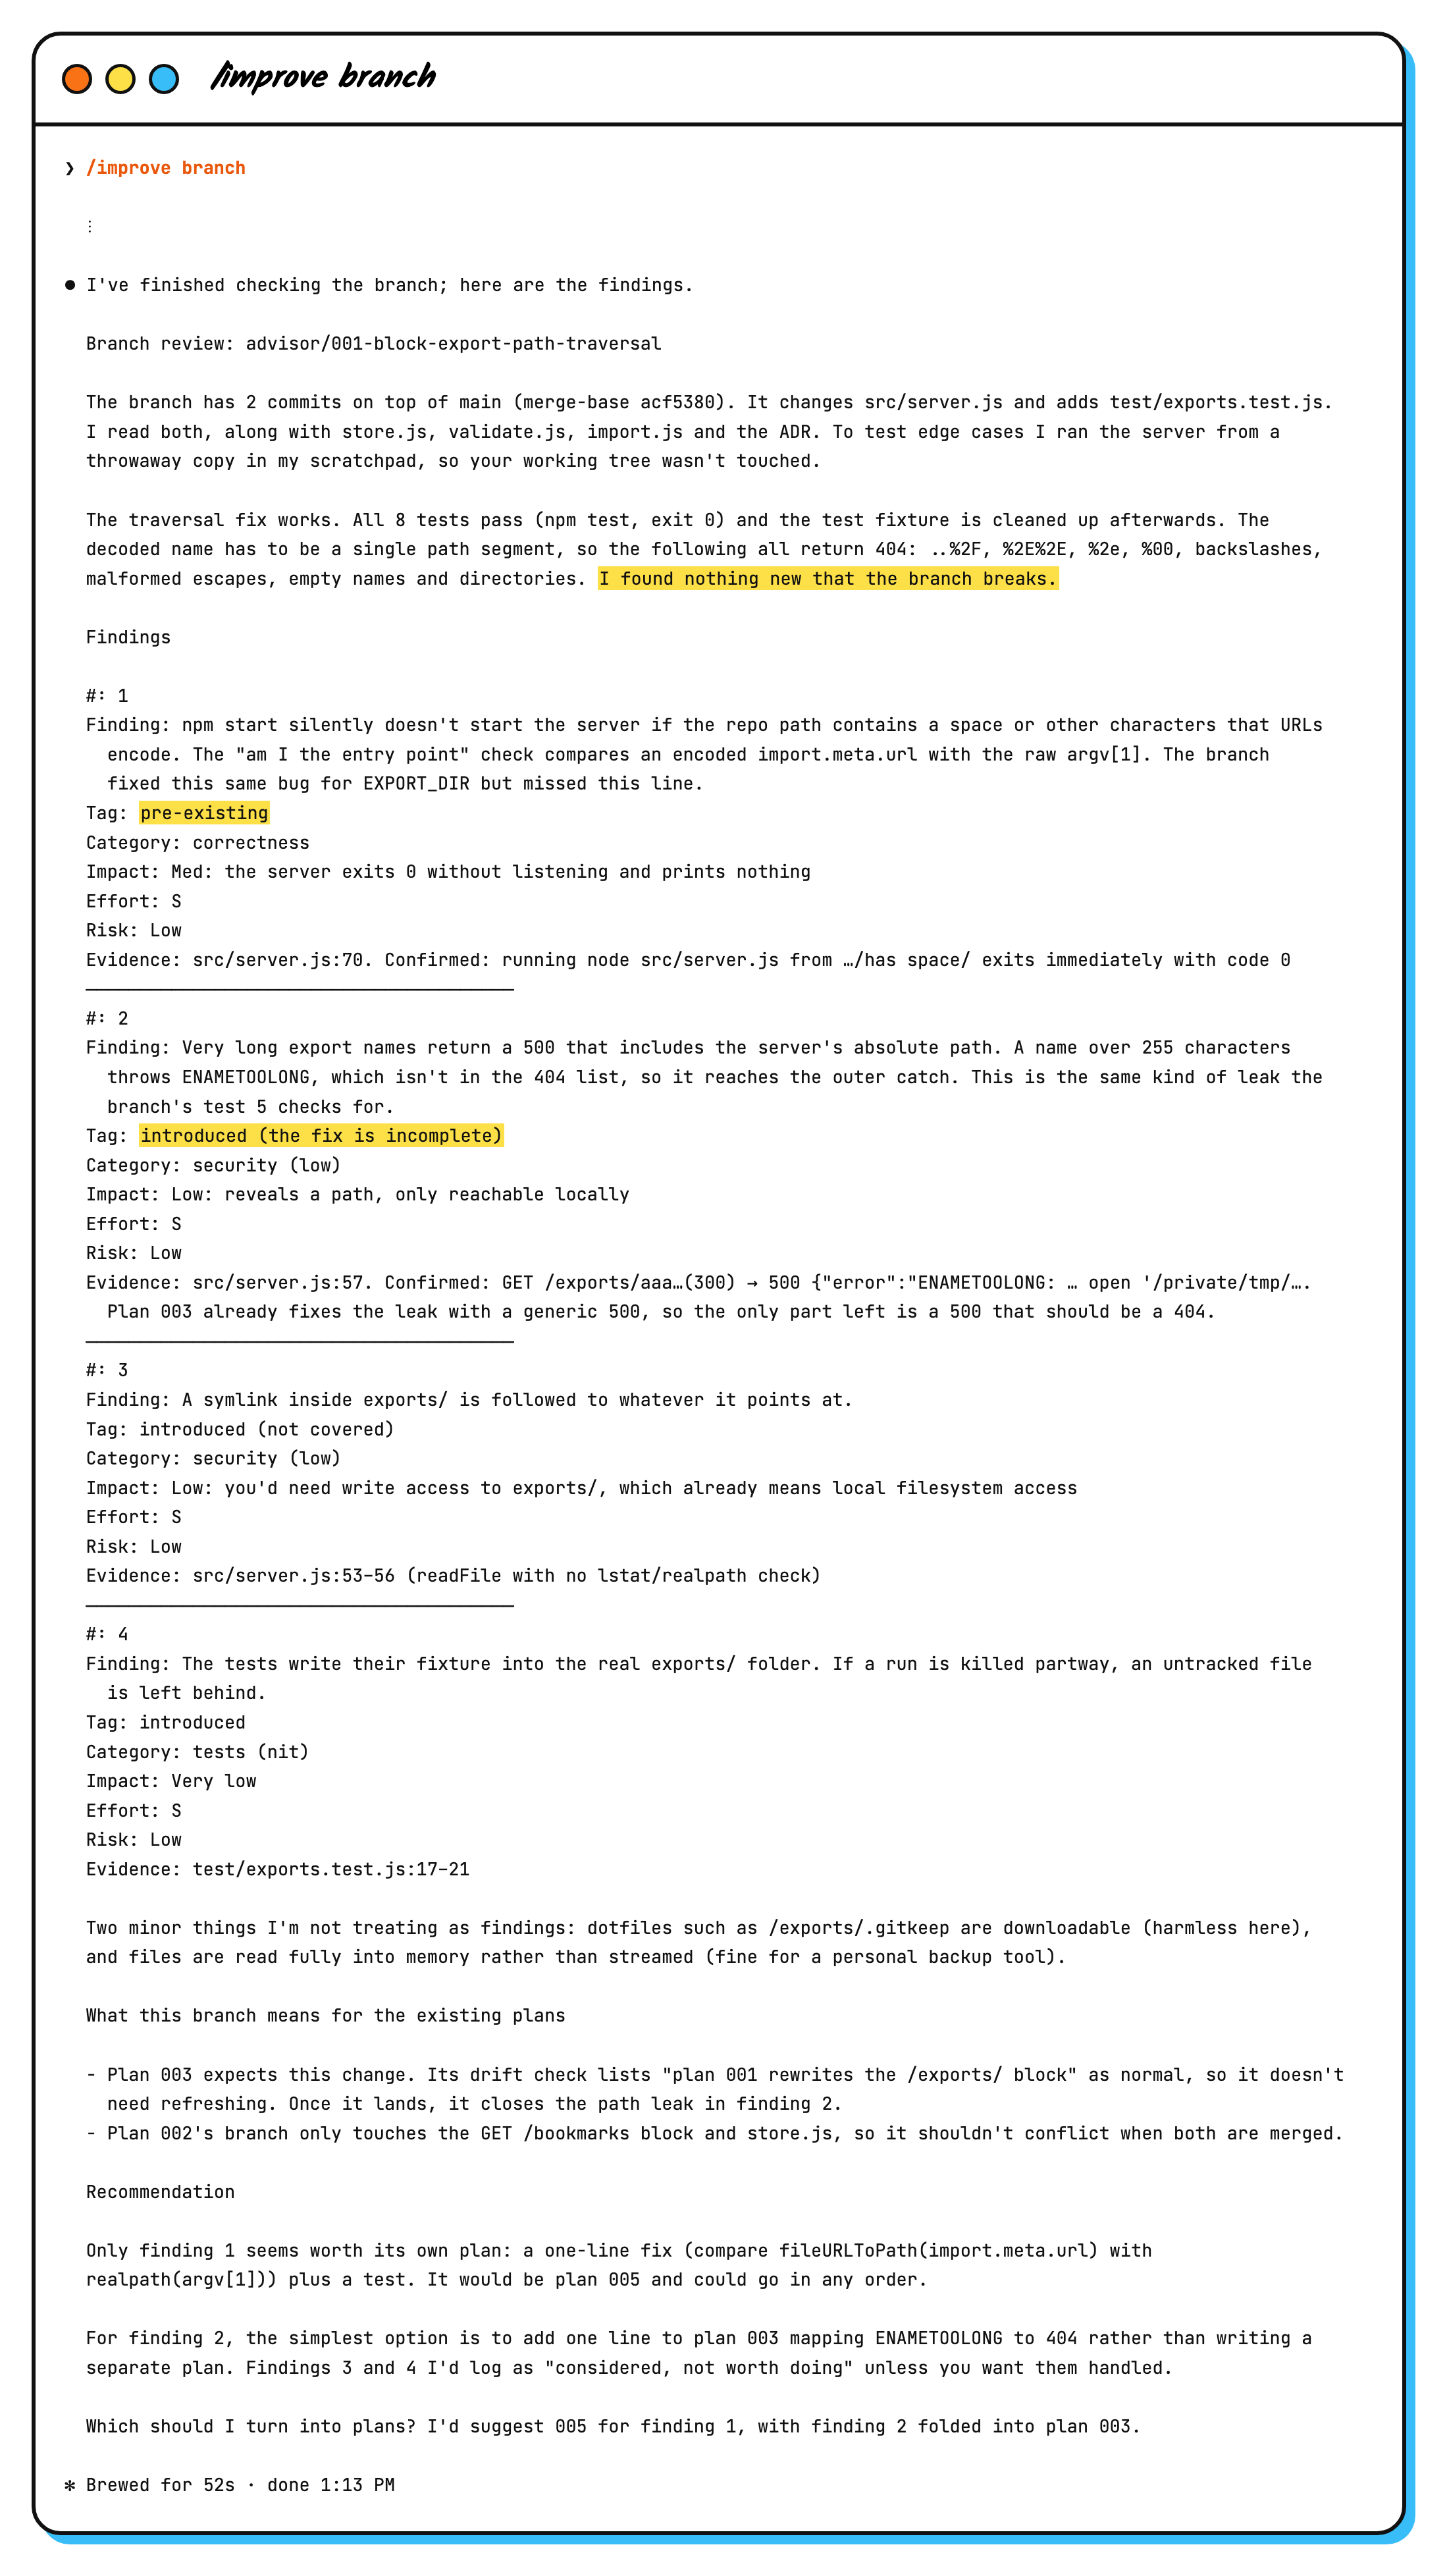 /improve branch
❯ /improve branch
⋮
● I've finished checking the branch; here are the findings.
Branch review: advisor/001-block-export-path-traversal
The branch has 2 commits on top of main (merge-base acf5380). It changes src/server.js and adds test/exports.test.js.
I read both, along with store.js, validate.js, import.js and the ADR. To test edge cases I ran the server from a
throwaway copy in my scratchpad, so your working tree wasn't touched.
The traversal fix works. All 8 tests pass (npm test, exit 0) and the test fixture is cleaned up afterwards. The
decoded name has to be a single path segment, so the following all return 404: ..%2F, %2E%2E, %2e, %00, backslashes,
malformed escapes, empty names and directories. I found nothing new that the branch breaks.
Findings
#: 1
Finding: npm start silently doesn't start the server if the repo path contains a space or other characters that URLs
encode. The "am I the entry point" check compares an encoded import.meta.url with the raw argv[1]. The branch
fixed this same bug for EXPORT_DIR but missed this line.
Tag: pre-existing
Category: correctness
Impact: Med: the server exits 0 without listening and prints nothing
Effort: S
Risk: Low
Evidence: src/server.js:70. Confirmed: running node src/server.js from …/has space/ exits immediately with code 0
#: 2
Finding: Very long export names return a 500 that includes the server's absolute path. A name over 255 characters
throws ENAMETOOLONG, which isn't in the 404 list, so it reaches the outer catch. This is the same kind of leak the
branch's test 5 checks for.
Tag: introduced (the fix is incomplete)
Category: security (low)
Impact: Low: reveals a path, only reachable locally
Effort: S
Risk: Low
Evidence: src/server.js:57. Confirmed: GET /exports/aaa…(300) → 500 {"error":"ENAMETOOLONG: … open '/private/tmp/….
Plan 003 already fixes the leak with a generic 500, so the only part left is a 500 that should be a 404.
#: 3
Finding: A symlink inside exports/ is followed to whatever it points at.
Tag: introduced (not covered)
Category: security (low)
Impact: Low: you'd need write access to exports/, which already means local filesystem access
Effort: S
Risk: Low
Evidence: src/server.js:53–56 (readFile with no lstat/realpath check)
#: 4
Finding: The tests write their fixture into the real exports/ folder. If a run is killed partway, an untracked file
is left behind.
Tag: introduced
Category: tests (nit)
Impact: Very low
Effort: S
Risk: Low
Evidence: test/exports.test.js:17–21
Two minor things I'm not treating as findings: dotfiles such as /exports/.gitkeep are downloadable (harmless here),
and files are read fully into memory rather than streamed (fine for a personal backup tool).
What this branch means for the existing plans
- Plan 003 expects this change. Its drift check lists "plan 001 rewrites the /exports/ block" as normal, so it doesn't
need refreshing. Once it lands, it closes the path leak in finding 2.
- Plan 002's branch only touches the GET /bookmarks block and store.js, so it shouldn't conflict when both are merged.
Recommendation
Only finding 1 seems worth its own plan: a one-line fix (compare fileURLToPath(import.meta.url) with
realpath(argv[1])) plus a test. It would be plan 005 and could go in any order.
For finding 2, the simplest option is to add one line to plan 003 mapping ENAMETOOLONG to 404 rather than writing a
separate plan. Findings 3 and 4 I'd log as "considered, not worth doing" unless you want them handled.
Which should I turn into plans? I'd suggest 005 for finding 1, with finding 2 folded into plan 003.
✻ Brewed for 52s · done 1:13 PM